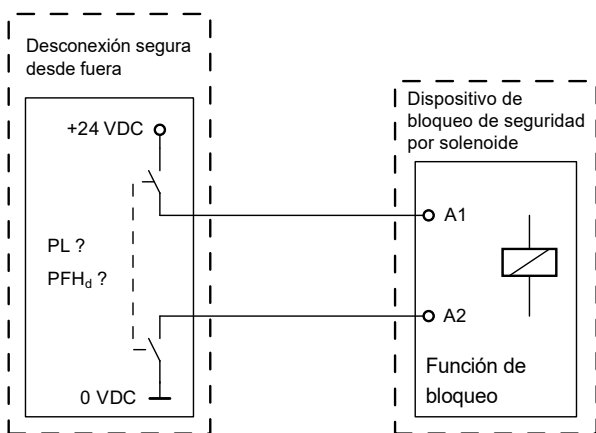 Desconexión segura
desde fuera
+24 VDC
PL ?
PFHd ?
0 VDC
Dispositivo de
bloqueo de seguridad
por solenoide
A1
A2
Función de
bloqueo